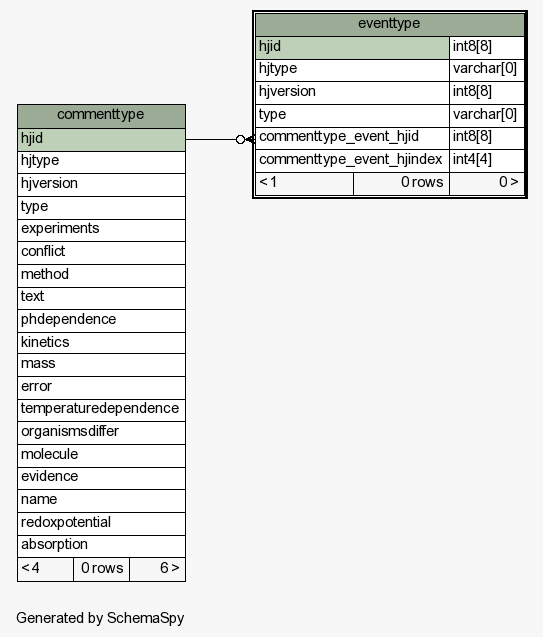 eventtype
hjid int8[8]
hjtype varchar[0]
hjversion int8[8]
type varchar[0]
commenttype_event_hjid int8[8]
commenttype_event_hjindex int4[4]
< 1 0 rows 0 >
commenttype
hjid
hjtype
hjversion
type
experiments
conflict
method
text
phdependence
kinetics
mass
error
temperaturedependence
organismsdiffer
molecule
evidence
name
redoxpotential
absorption
< 4 0 rows 6 >
Generated by SchemaSpy